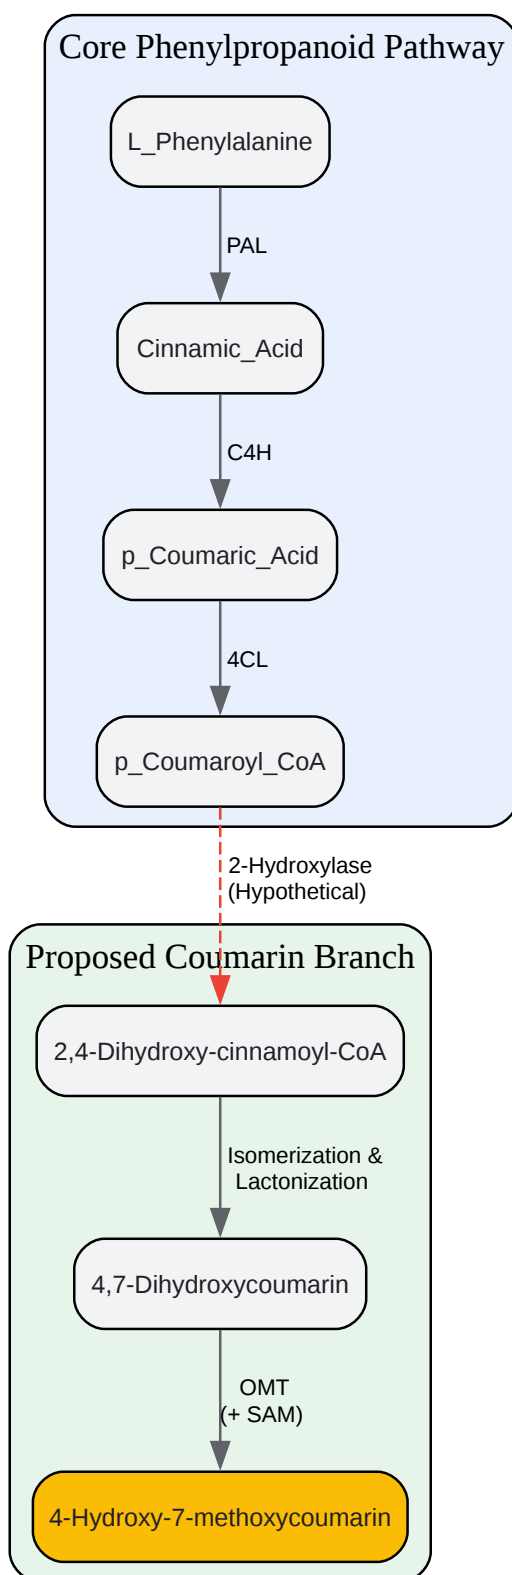 Core Phenylpropanoid Pathway
L_Phenylalanine
PAL
Cinnamic_Acid
C4H
p_Coumaric_Acid
4CL
p_Coumaroyl_CoA
2-Hydroxylase
(Hypothetical)
Proposed Coumarin Branch
2,4-Dihydroxy-cinnamoyl-CoA
Isomerization &
Lactonization
4,7-Dihydroxycoumarin
OMT
(+ SAM)
4-Hydroxy-7-methoxycoumarin